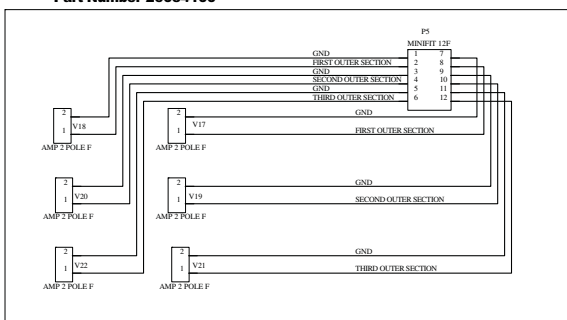 P5
MINIFIT 12F
GND 1 7
FIRST OUTER SECTION 2 8
GND 3 9
SECOND OUTER SECTION 4 10
GND 5 11
THIRD OUTER SECTION 6 12
2
1 V18
AMP 2 POLE F
2 GND
1 V17 FIRST OUTER SECTION
AMP 2 POLE F
2
1 V20
AMP 2 POLE F
2 GND
1 V19 SECOND OUTER SECTION
AMP 2 POLE F
2
1 V22
AMP 2 POLE F
2 GND
1 V21 THIRD OUTER SECTION
AMP 2 POLE F